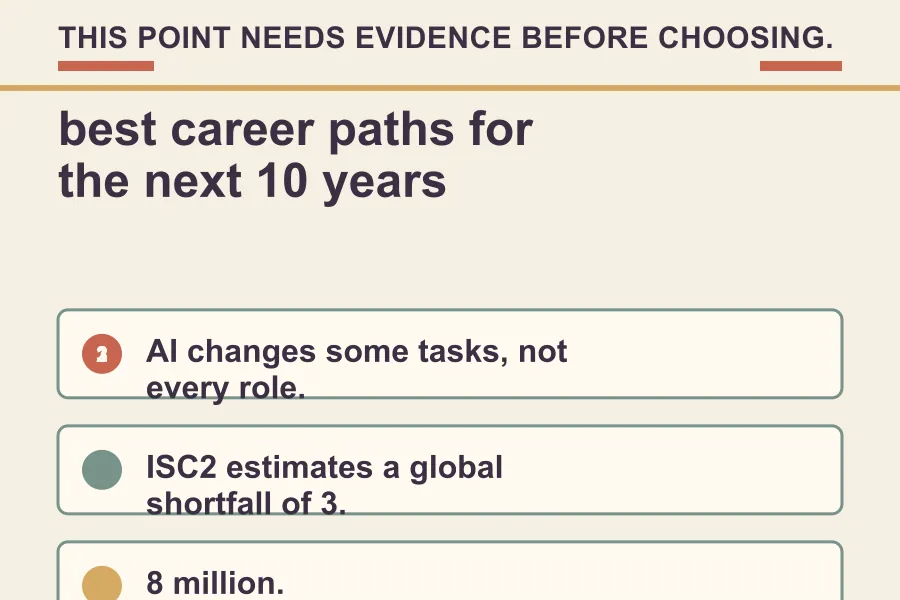 THIS POINT NEEDS EVIDENCE BEFORE CHOOSING.
best career paths for
the next 10 years
AI changes some tasks, not
every role.
ISC2 estimates a global
shortfall of 3.
8 million.